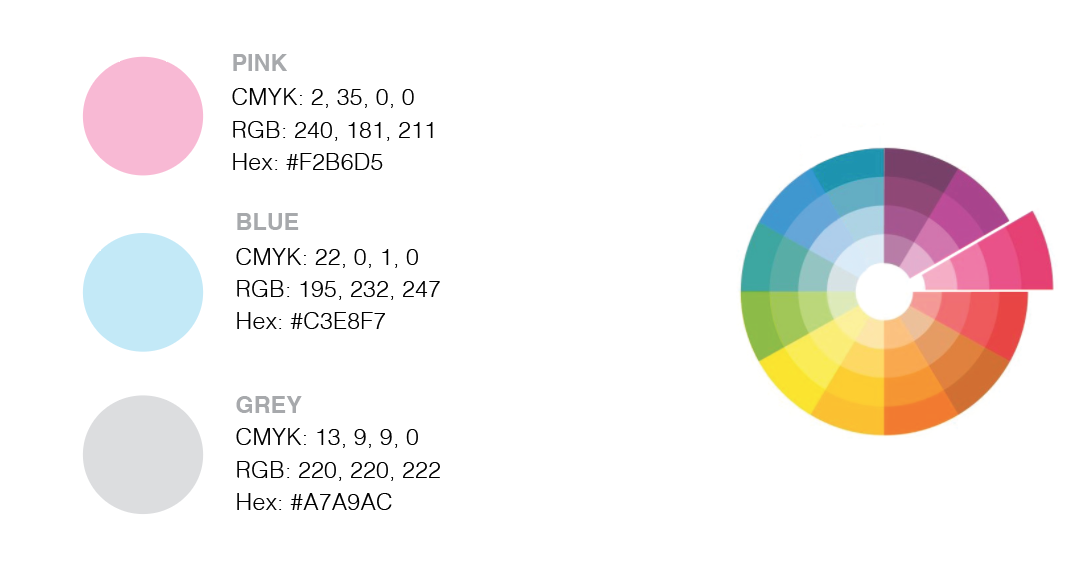 PINK
CMYK: 2, 35, 0, 0
RGB: 240, 181, 211
Hex: #F2B6D5
BLUE
CMYK: 22, 0, 1, 0
RGB: 195, 232, 247
Hex: #C3E8F7
GREY
CMYK: 13, 9, 9, 0
RGB: 220, 220, 222
Hex: #A7A9AC